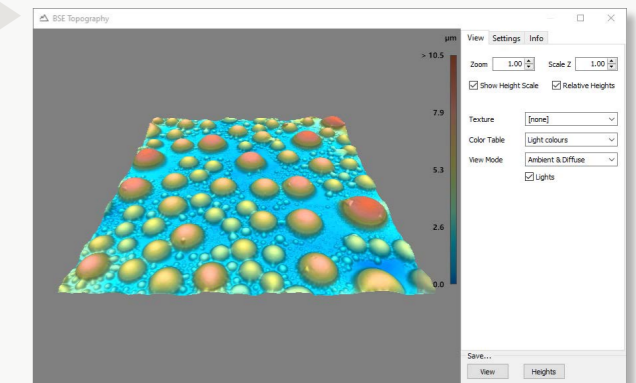 BSE Topography
µm
> 10.5
7.9
5.3
2.6
0.0
View Settings Info
Zoom 1.00 Scale Z 1.00
Show Height Scale Relative Heights
Texture [none]
Color Table Light colours
View Mode Ambient & Diffuse
Lights
Save...
View Heights